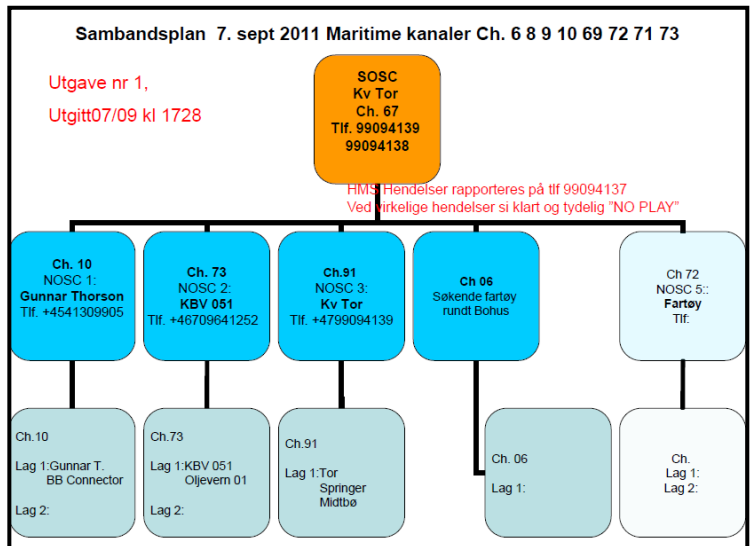 Sambandsplan 7. sept 2011 Maritime kanaler Ch. 6 8 9 10 69 72 71 73
Utgave nr 1,
Utgitt07/09 kl 1728
SOSC
Kv Tor
Ch. 67
Tlf. 99094139
99094138
HMS Hendelser rapporteres på tlf 99094137
Ved virkelige hendelser si klart og tydelig ”NO PLAY”
Ch. 10
NOSC 1:
Gunnar Thorson
Tlf. +4541309905
Ch. 73
NOSC 2:
KBV 051
Tlf. +46709641252
Ch.91
NOSC 3:
Kv Tor
Tlf. +4799094139
Ch 06
Søkende fartøy
rundt Bohus
Ch 72
NOSC 5::
Fartøy
Tlf:
Ch.10
Lag 1:Gunnar T.
BB Connector
Lag 2:
Ch.73
Lag 1:KBV 051
Oljevern 01
Lag 2:
Ch.91
Lag 1:Tor
Springer
Midtbø
Ch. 06
Lag 1:
Ch.
Lag 1:
Lag 2: